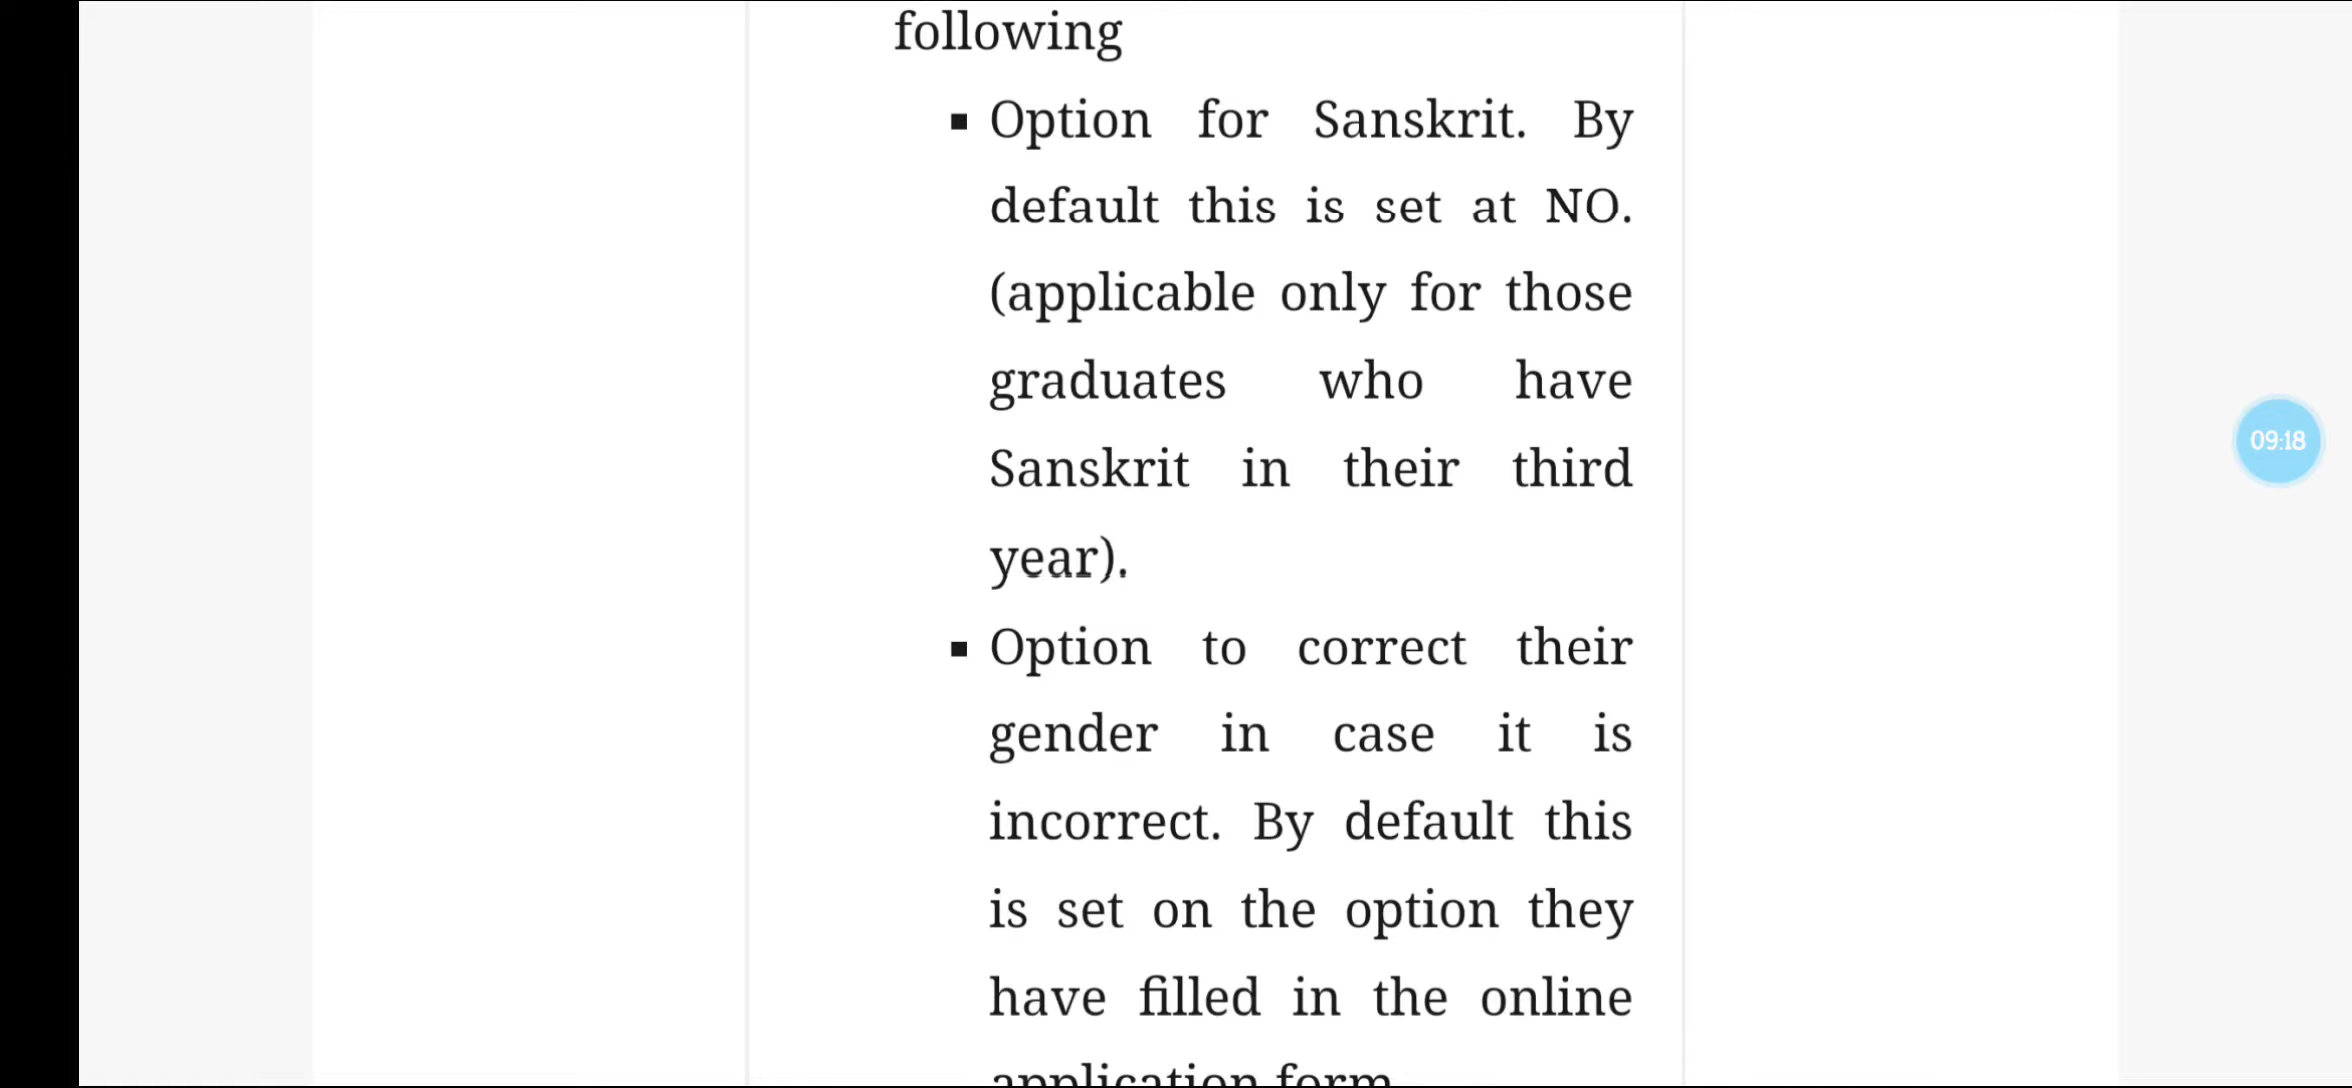 following
▪ Option for Sanskrit. By
default this is set at NO.
(applicable only for those
graduates who have
Sanskrit in their third
year).
▪ Option to correct their
gender in case it is
incorrect. By default this
is set on the option they
have filled in the online
application form
09:18